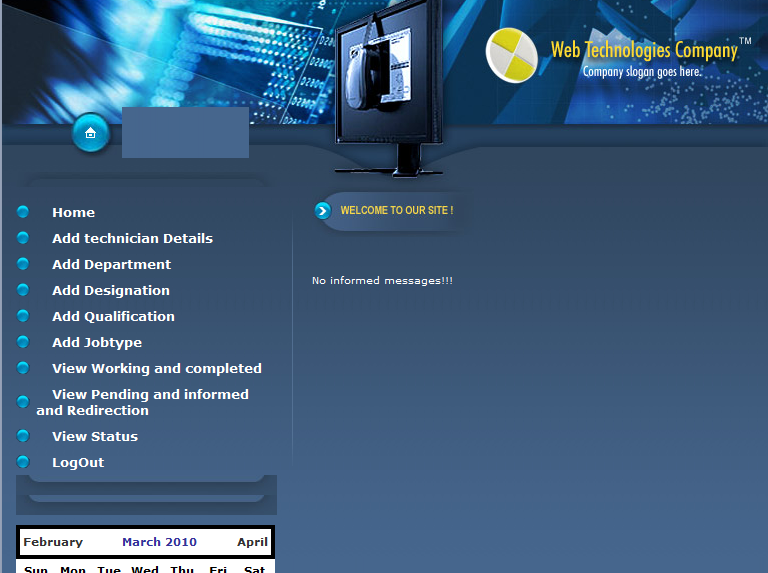 Web Technologies Company ™
Company slogan goes here.
WELCOME TO OUR SITE !
No informed messages!!!
Home
Add technician Details
Add Department
Add Designation
Add Qualification
Add Jobtype
View Working and completed
View Pending and informed
and Redirection
View Status
LogOut
February March 2010 April
Sun Mon Tue Wed Thu Fri Sat